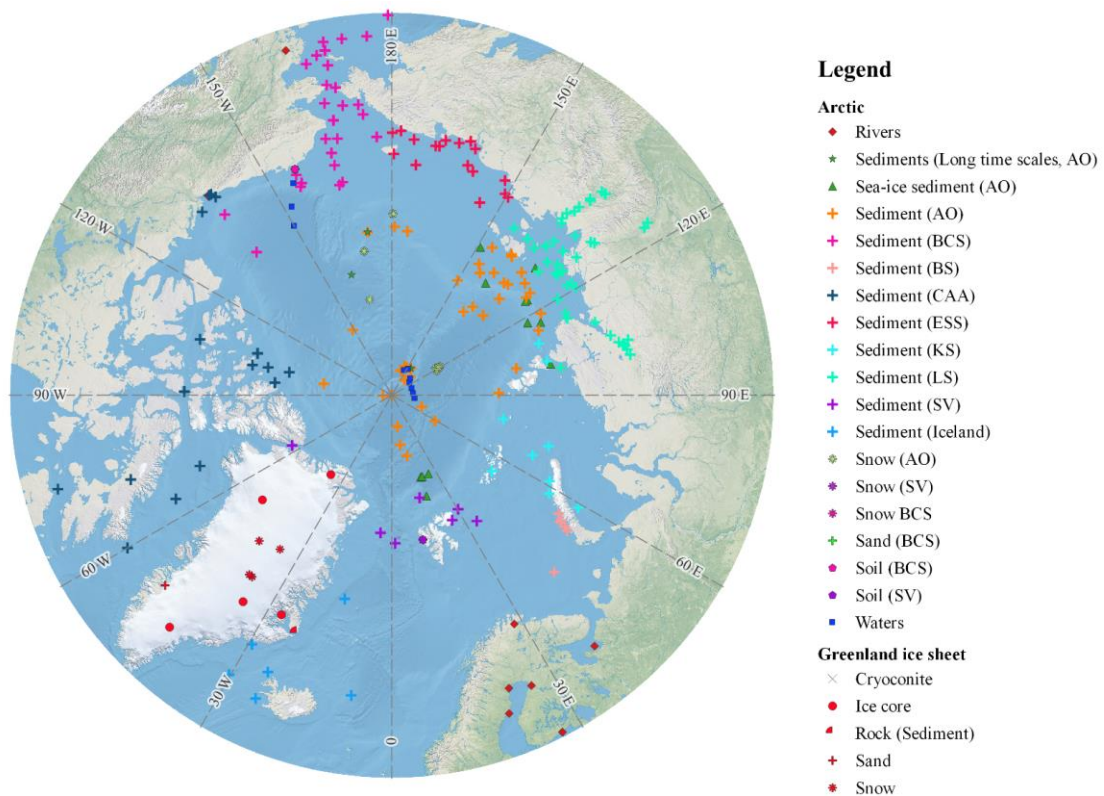 180 E
150 W
150 E
120 W
120 E
90 W
90 E
60 W
60 E
30 W
30 E
0
Legend
Arctic
Rivers
Sediments (Long time scales, AO)
Sea-ice sediment (AO)
Sediment (AO)
Sediment (BCS)
Sediment (BS)
Sediment (CAA)
Sediment (ESS)
Sediment (KS)
Sediment (LS)
Sediment (SV)
Sediment (Iceland)
Snow (AO)
Snow (SV)
Snow BCS
Sand (BCS)
Soil (BCS)
Soil (SV)
Waters
Greenland ice sheet
Cryoconite
Ice core
Rock (Sediment)
Sand
Snow